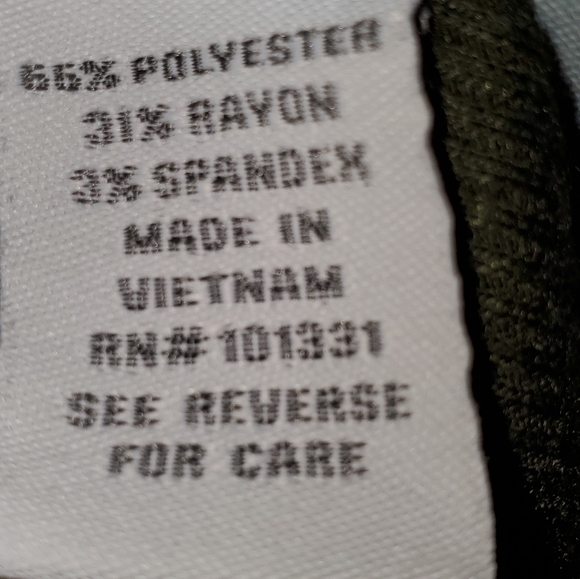 66% POLYESTER
31% RAYON
3% SPANDEX
MADE IN
VIETNAM
RN#101331
SEE REVERSE
FOR CARE